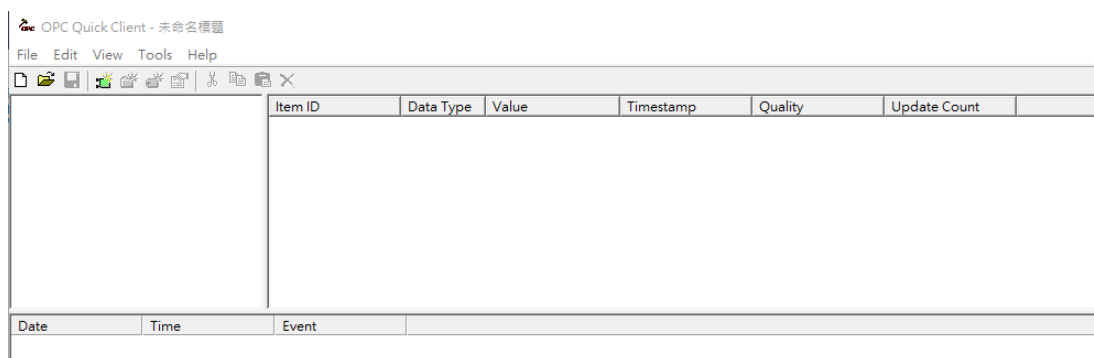 OPC Quick Client - 未命名標題
File Edit View Tools Help
Item ID Data Type Value Timestamp Quality Update Count
Date Time Event